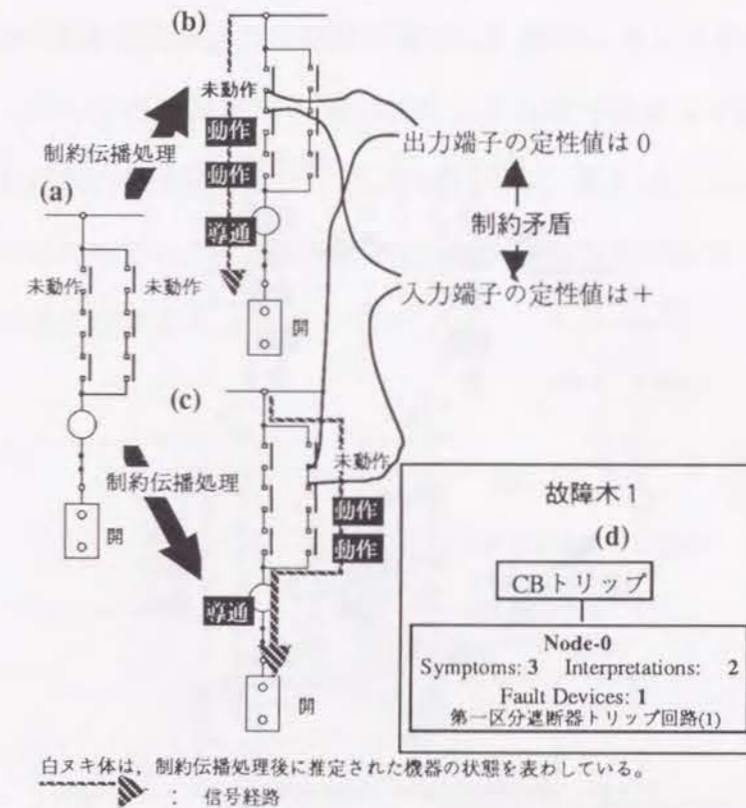 (b)
未動作
動作
動作
導通
開
制約伝播処理
(a)
未動作 未動作
開
制約伝播処理
出力端子の定性値は 0
制約矛盾
入力端子の定性値は +
(c)
未動作
動作
動作
導通
開
故障木 1
(d)
CBトリップ
Node-0
Symptoms: 3 Interpretations: 2
Fault Devices: 1
第一区分遮断器トリップ回路(1)
白ヌキ体は、制約伝播処理後に推定された機器の状態を表わしている。
： 信号経路